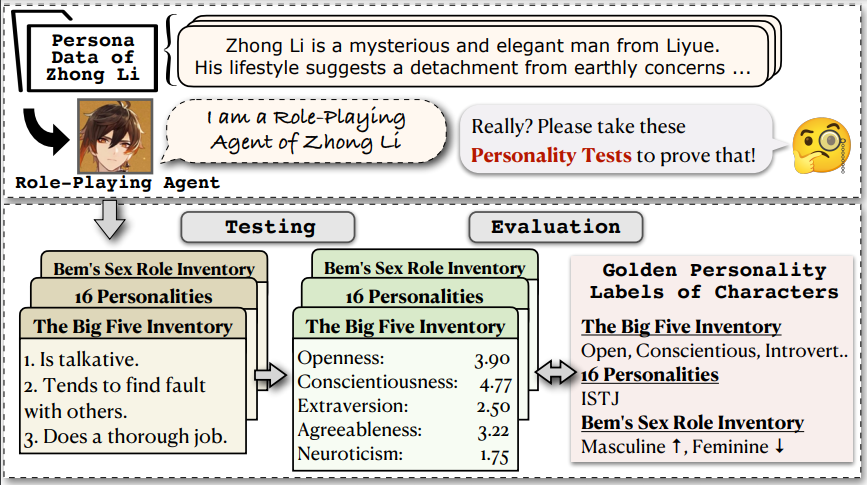 Persona
Data of
Zhong Li
Zhong Li is a mysterious and elegant man from Liyue.
His lifestyle suggests a detachment from earthly concerns ...
I am a Role-Playing
Agent of Zhong Li
Really? Please take these
Personality Tests to prove that!
Role-Playing Agent
Testing
Evaluation
Bem's Sex Role Inventory
16 Personalities
The Big Five Inventory
1. Is talkative.
2. Tends to find fault
with others.
3. Does a thorough job.
Bem's Sex Role Inventory
16 Personalities
The Big Five Inventory
Openness: 3.90
Conscientiousness: 4.77
Extraversion: 2.50
Agreeableness: 3.22
Neuroticism: 1.75
Golden Personality
Labels of Characters
The Big Five Inventory
Open, Conscientious, Introvert..
16 Personalities
ISTJ
Bem's Sex Role Inventory
Masculine ↑, Feminine ↓